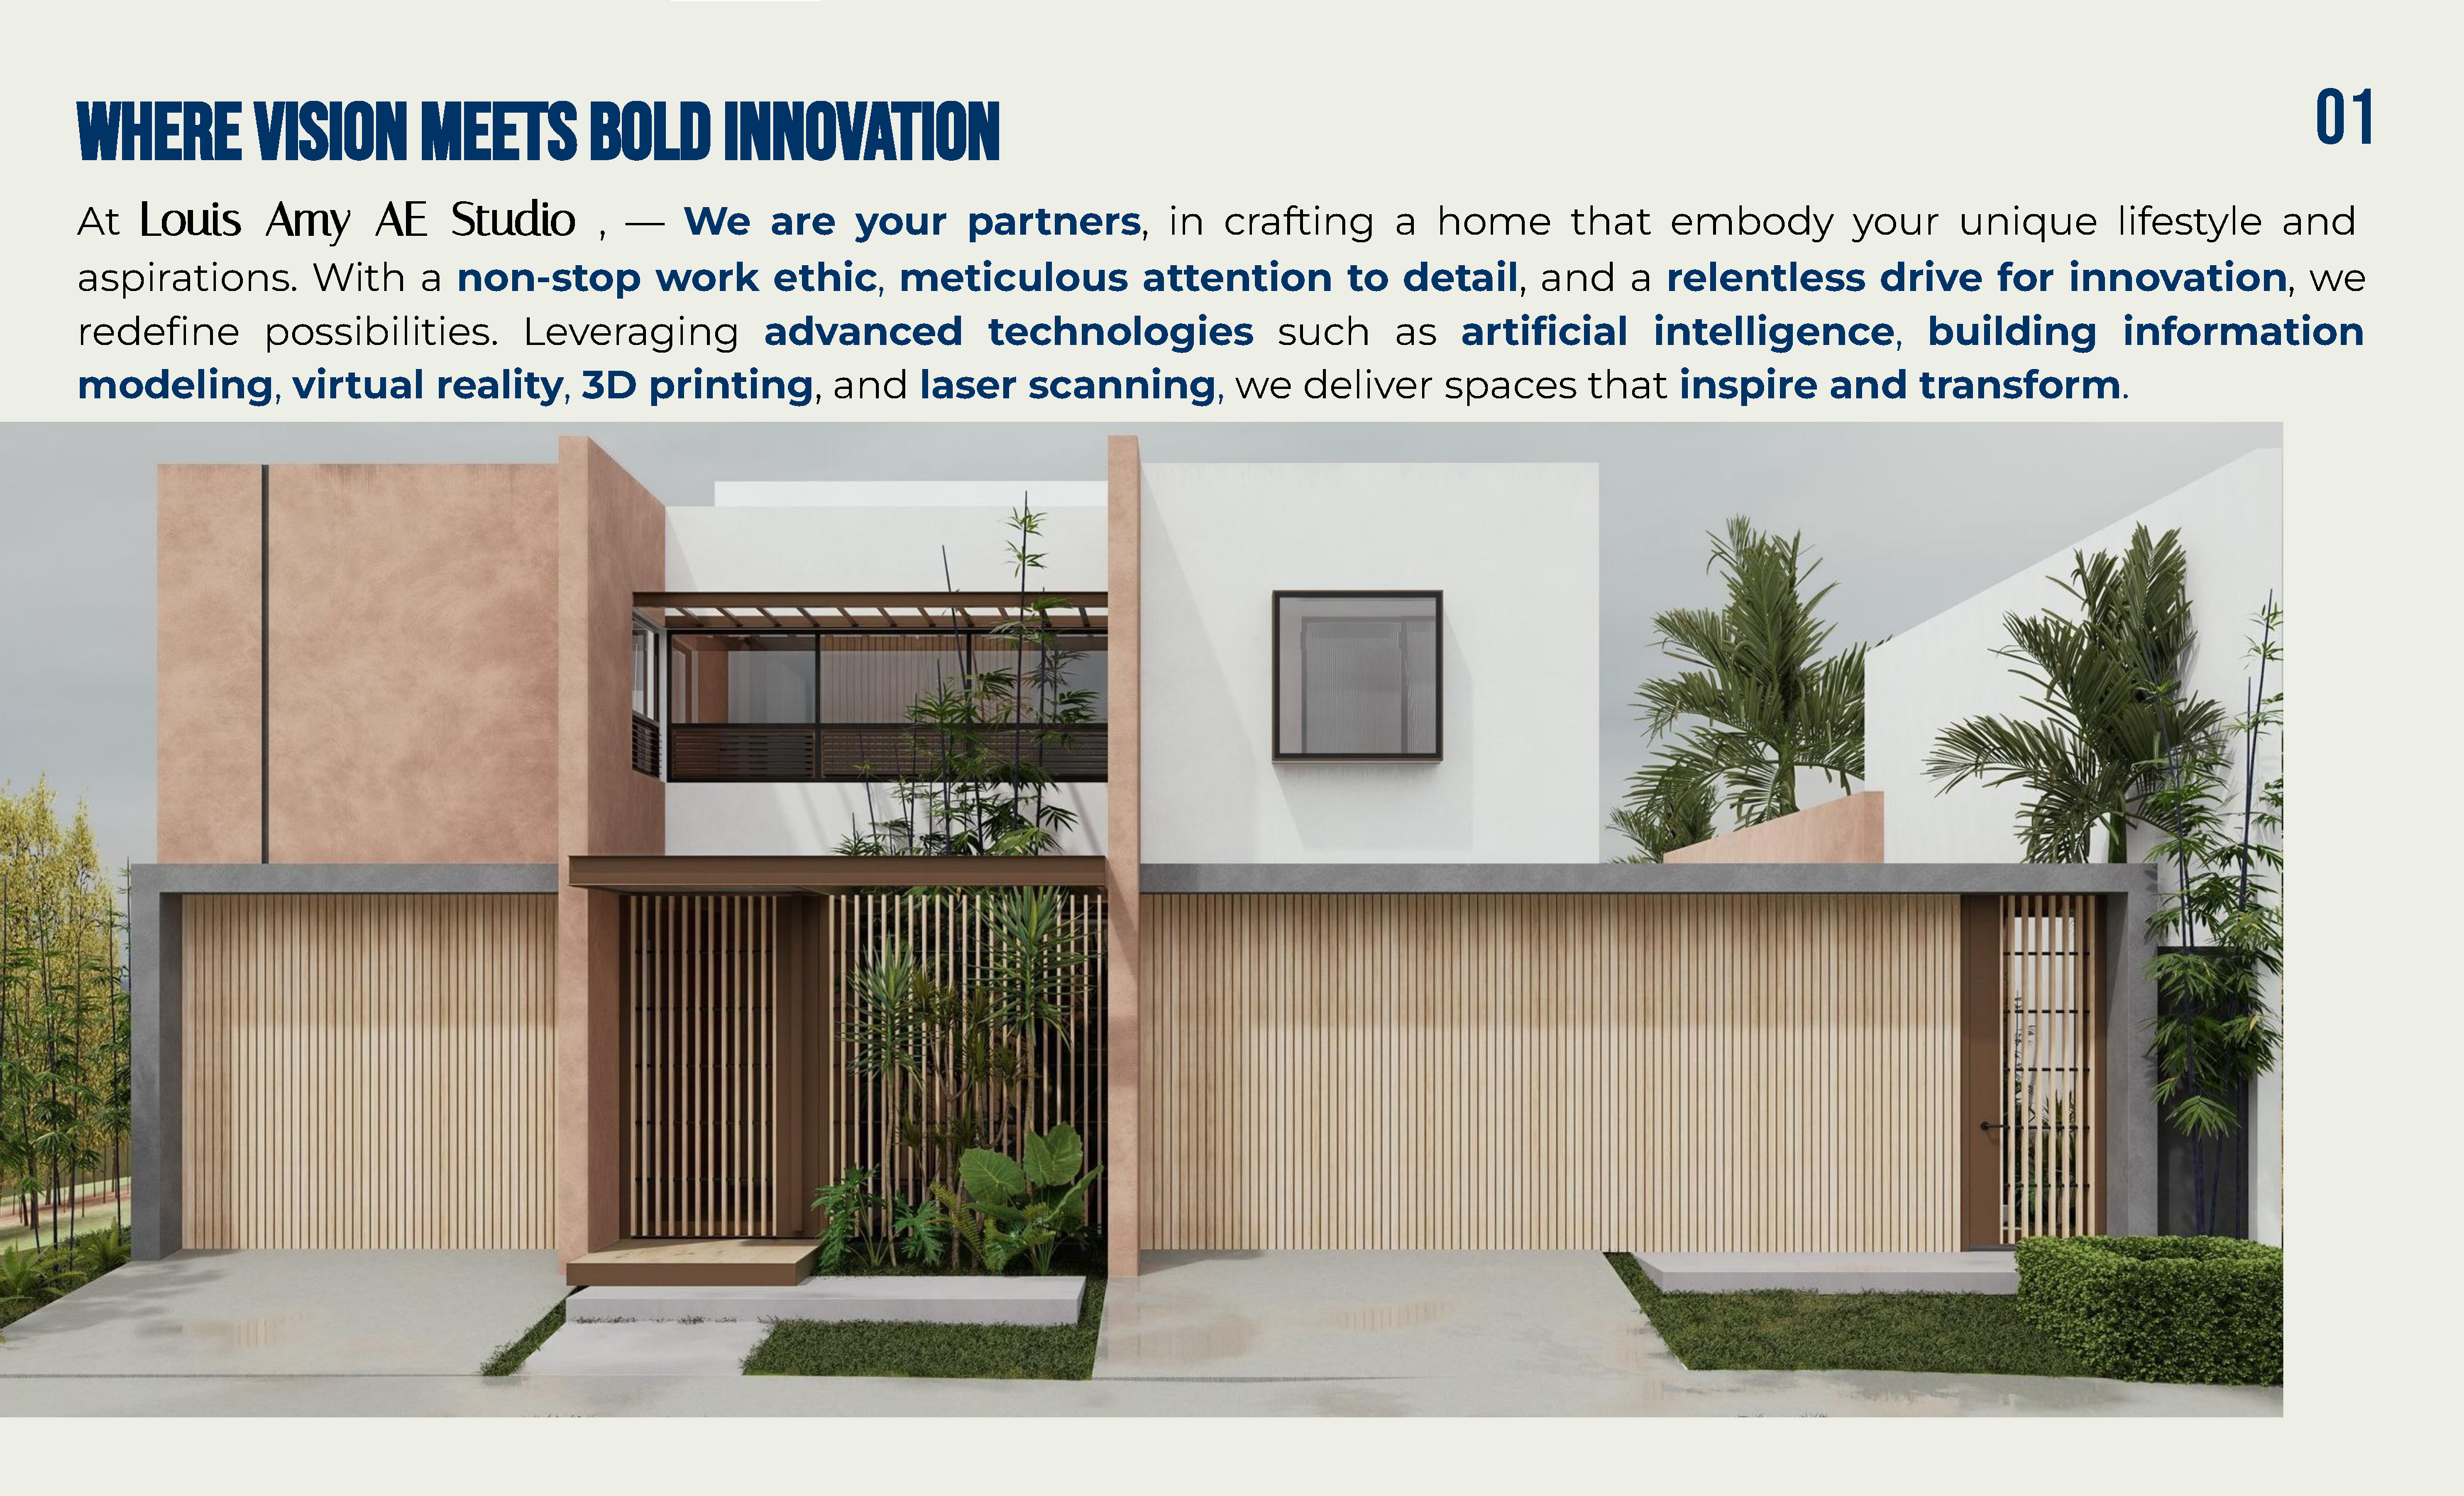 WHERE VISION MEETS BOLD INNOVATION
01
At Louis Amy AE Studio , — We are your partners, in crafting a home that embody your unique lifestyle and
aspirations. With a non-stop work ethic, meticulous attention to detail, and a relentless drive for innovation, we
redefine possibilities. Leveraging advanced technologies such as artificial intelligence, building information
modeling, virtual reality, 3D printing, and laser scanning, we deliver spaces that inspire and transform.